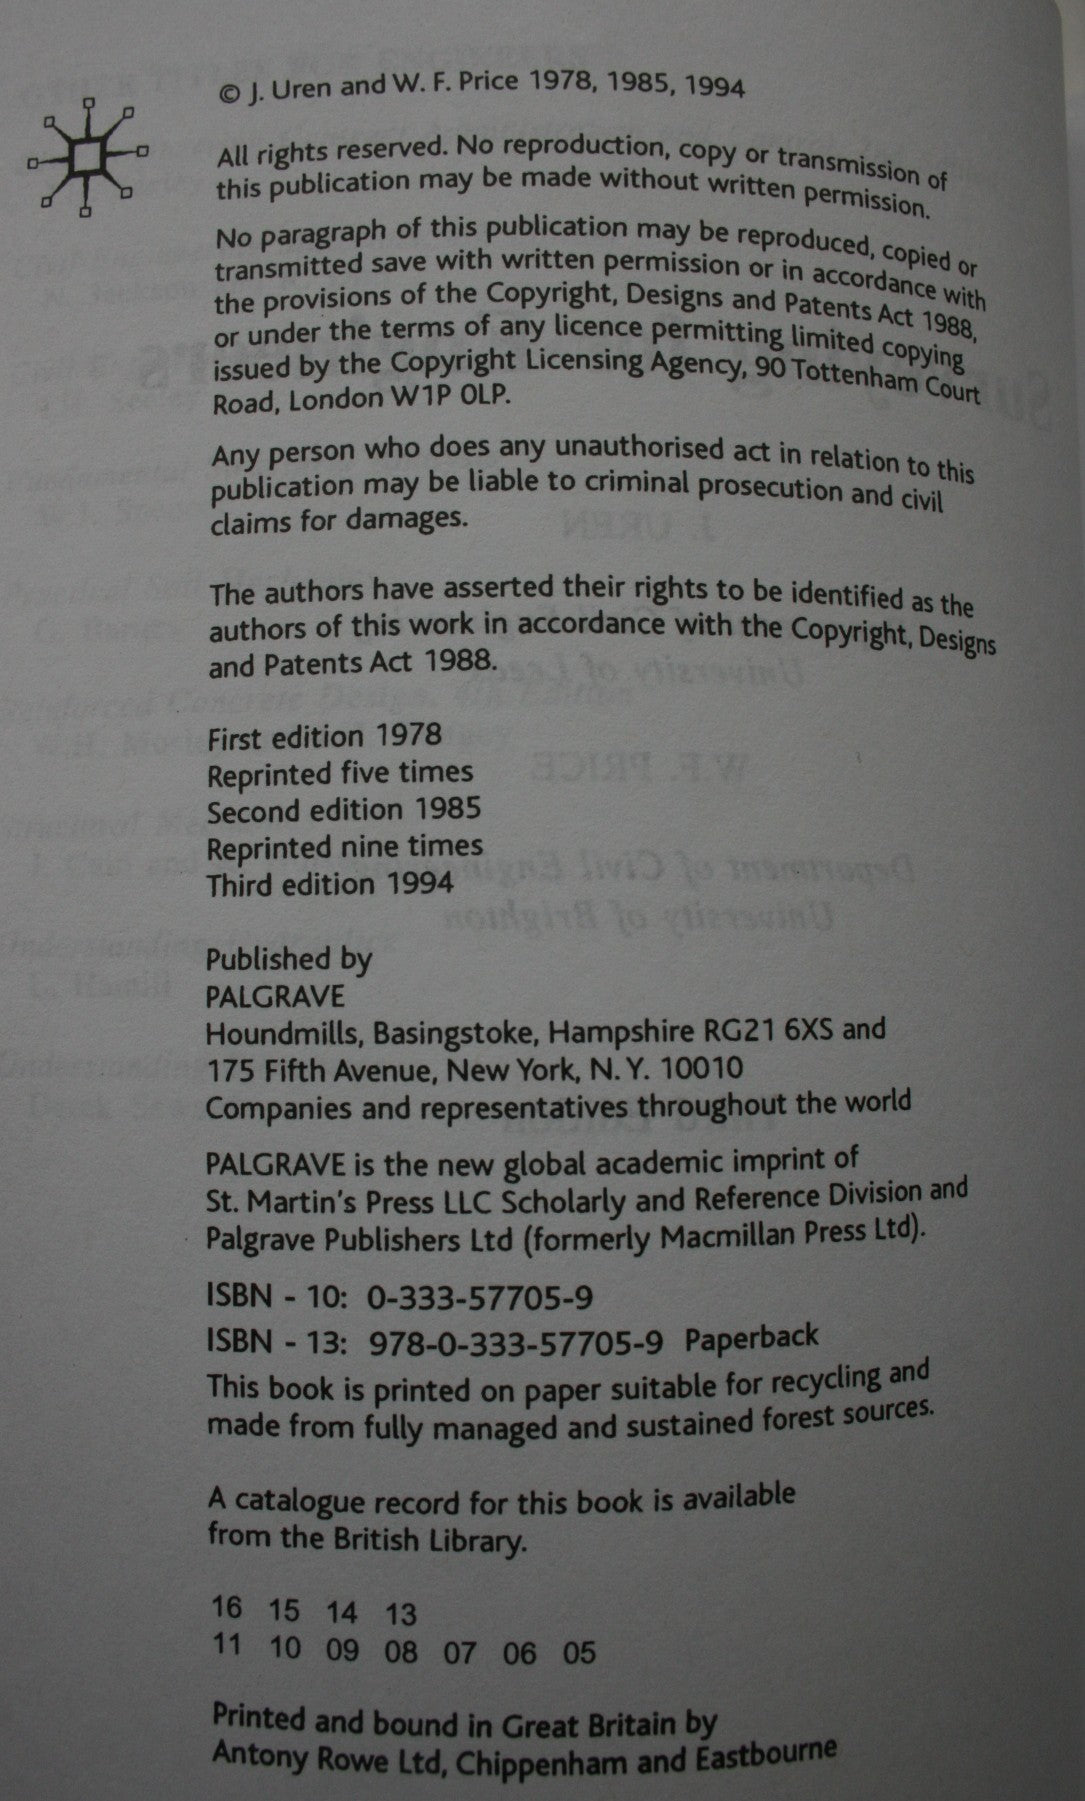 © J. Uren and W. F. Price 1978, 1985, 1994
All rights reserved. No reproduction, copy or transmission of
this publication may be made without written permission.
No paragraph of this publication may be reproduced, copied or
transmitted save with written permission or in accordance with
the provisions of the Copyright, Designs and Patents Act 1988,
or under the terms of any licence permitting limited copying
issued by the Copyright Licensing Agency, 90 Tottenham Court
Road, London W1P 0LP.
Any person who does any unauthorised act in relation to this
publication may be liable to criminal prosecution and civil
claims for damages.
The authors have asserted their rights to be identified as the
authors of this work in accordance with the Copyright, Designs
and Patents Act 1988.
First edition 1978
Reprinted five times
Second edition 1985
Reprinted nine times
Third edition 1994
Published by
PALGRAVE
Houndmills, Basingstoke, Hampshire RG21 6XS and
175 Fifth Avenue, New York, N. Y. 10010
Companies and representatives throughout the world
PALGRAVE is the new global academic imprint of
St. Martin's Press LLC Scholarly and Reference Division and
Palgrave Publishers Ltd (formerly Macmillan Press Ltd).
ISBN - 10: 0-333-57705-9
ISBN - 13: 978-0-333-57705-9 Paperback
This book is printed on paper suitable for recycling and
made from fully managed and sustained forest sources.
A catalogue record for this book is available
from the British Library.
16 15 14 13
11 10 09 08 07 06 05
Printed and bound in Great Britain by
Antony Rowe Ltd, Chippenham and Eastbourne